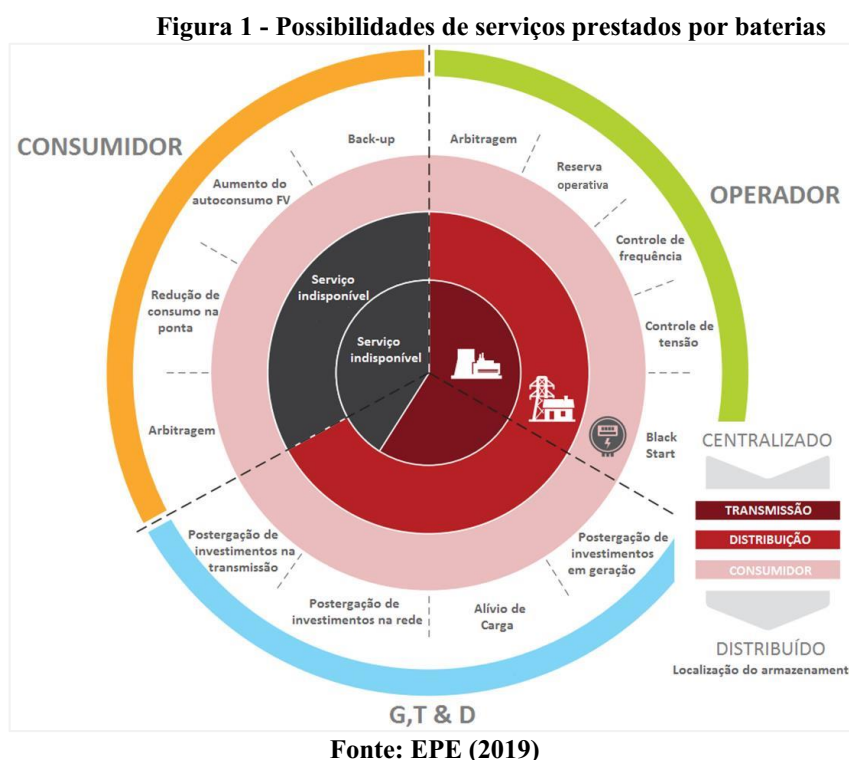 Figura 1 - Possibilidades de serviços prestados por baterias
CONSUMIDOR
Back-up
Arbitragem
Aumento do
autoconsumo FV
Reserva
operativa
OPERADOR
Controle de
frequência
Redução de
consumo na
ponta
Serviço
indisponível
Serviço
indisponível
Controle de
tensão
Arbitragem
Black
Start
CENTRALIZADO
TRANSMISSÃO
DISTRIBUIÇÃO
CONSUMIDOR
DISTRIBUÍDO
Localização do armazenament
Postergação de
investimentos na
transmissão
Postergação de
investimentos na rede
Alívio de
Carga
Postergação de
investimentos
em geração
G,T & D
Fonte: EPE (2019)